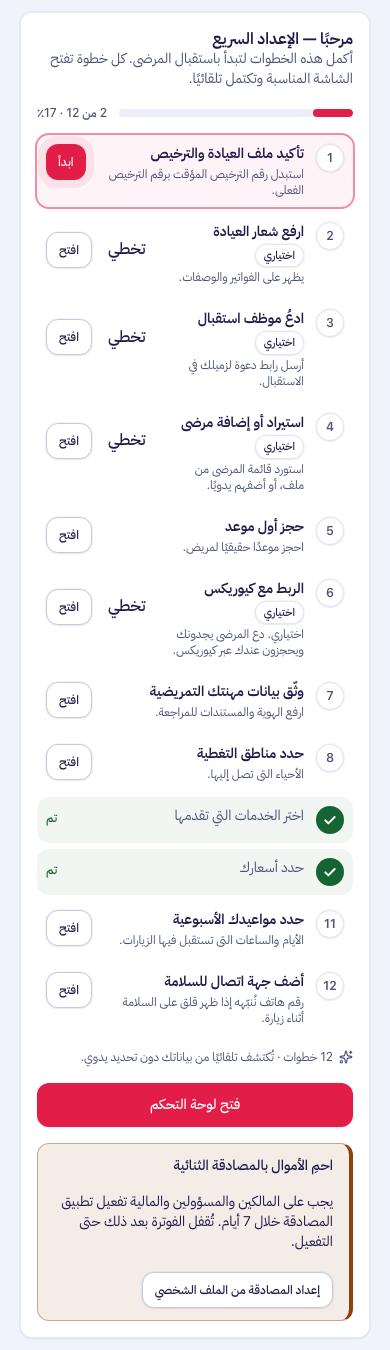 مرحبًا — الإعداد السريع
أكمل هذه الخطوات لتبدأ باستقبال المرضى. كل خطوة تفتح
الشاشة المناسبة وتكتمل تلقائيًا.
2 من 12 · 17٪
1
تأكيد ملف العيادة والترخيص
استبدل رقم الترخيص المؤقت برقم الترخيص
الفعلي.
ابدأ
2
ارفع شعار العيادة
اختياري
يظهر على الفواتير والوصفات.
تخطي
افتح
3
ادعُ موظف استقبال
اختياري
أرسل رابط دعوة لزميلك في
الاستقبال.
تخطي
افتح
4
استيراد أو إضافة مرضى
اختياري
استورد قائمة المرضى من
ملف، أو أضفهم يدويًا.
تخطي
افتح
5
حجز أول موعد
احجز موعدًا حقيقيًا لمريض.
افتح
6
الربط مع كيوريكس
اختياري
اختياري. دع المرضى يجدونك
ويحجزون عندك عبر كيوريكس.
تخطي
افتح
7
وثّق بيانات مهنتك التمريضية
ارفع الهوية والمستندات للمراجعة.
افتح
8
حدد مناطق التغطية
الأحياء التي تصل إليها.
افتح
اختر الخدمات التي تقدمها
تم
حدد أسعارك
تم
11
حدد مواعيدك الأسبوعية
الأيام والساعات التي تستقبل فيها الزيارات.
افتح
12
أضف جهة اتصال للسلامة
رقم هاتف نُنبّهه إذا ظهر قلق على السلامة
أثناء زيارة.
افتح
12 خطوات · تُكتشف تلقائيًا من بياناتك دون تحديد يدوي.
فتح لوحة التحكم
احمِ الأموال بالمصادقة الثنائية
يجب على المالكين والمسؤولين والمالية تفعيل تطبيق
المصادقة خلال 7 أيام. تُقفل الفوترة بعد ذلك حتى
التفعيل.
إعداد المصادقة من الملف الشخصي